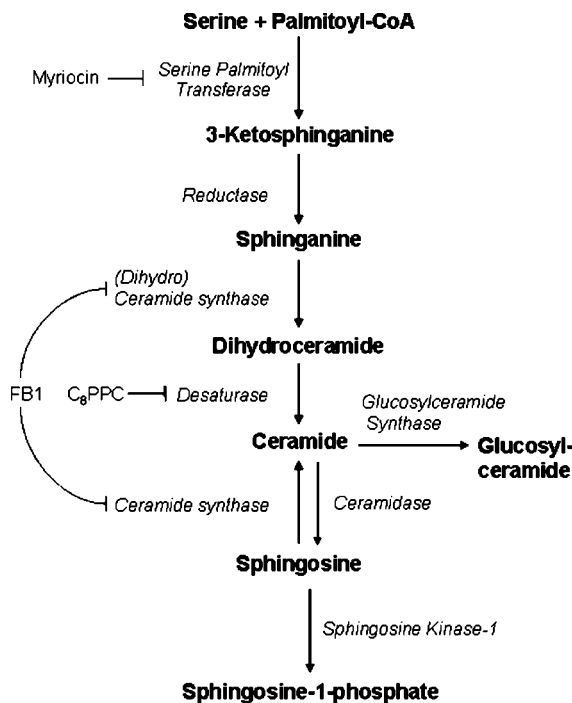 Serine + Palmitoyl-CoA
Myriocin
Serine Palmitoyl
Transferase
3-Ketosphinganine
Reductase
Sphinganine
(Dihydro)
Ceramide synthase
Dihydroceramide
FB1
C₈PPC
Desaturase
Glucosylceramide
Synthase
Ceramide
Glucosyl-
ceramide
Ceramide synthase
Ceramidase
Sphingosine
Sphingosine Kinase-1
Sphingosine-1-phosphate